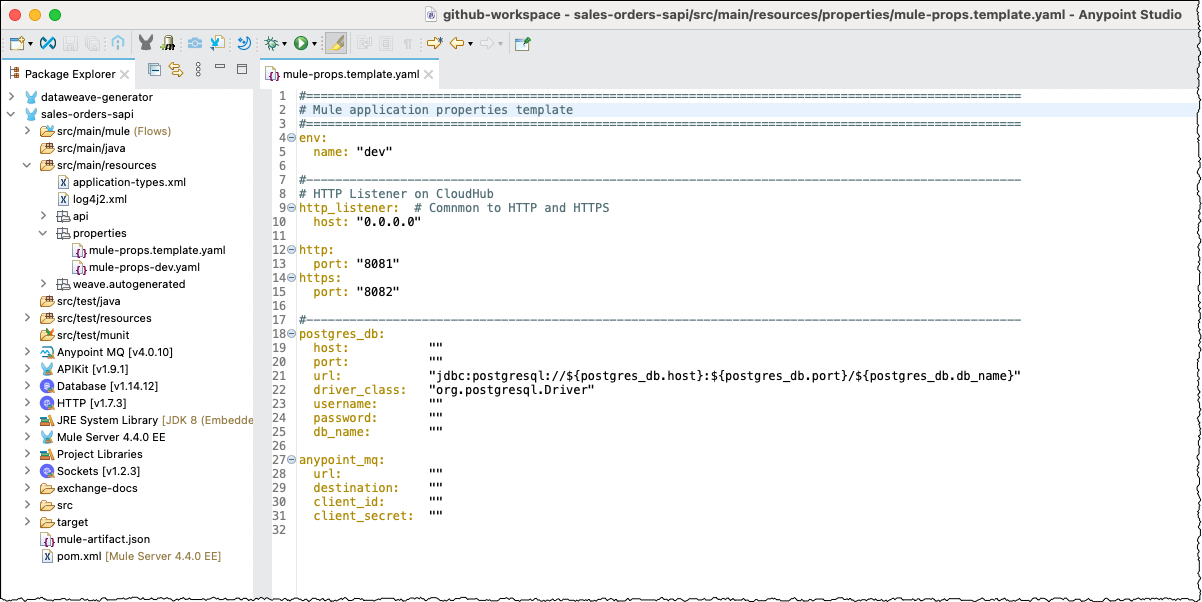 github-workspace - sales-orders-sapi/src/main/resources/properties/mule-props.template.yaml - Anypoint Studio
Package Explorer
mule-props.template.yaml
dataweave-generator
sales-orders-sapi
src/main/mule (Flows)
src/main/java
src/main/resources
application-types.xml
log4j2.xml
api
properties
mule-props.template.yaml
mule-props-dev.yaml
weave.autogenerated
src/test/java
src/test/resources
src/test/munit
Anypoint MQ [v4.0.10]
APIKit [v1.9.1]
Database [v1.14.12]
HTTP [v1.7.3]
JRE System Library [JDK 8 (Embedde
Mule Server 4.4.0 EE
Project Libraries
Sockets [v1.2.3]
exchange-docs
src
target
mule-artifact.json
pom.xml [Mule Server 4.4.0 EE]
1 #=====================================================================================================
2 # Mule application properties template
3 #=====================================================================================================
4 env:
5   name: "dev"
6
7 #-----------------------------------------------------------------------------------------------------
8 # HTTP Listener on CloudHub
9 http_listener:  # Comnmon to HTTP and HTTPS
10   host: "0.0.0.0"
11
12 http:
13   port: "8081"
14 https:
15   port: "8082"
16
17 #-----------------------------------------------------------------------------------------------------
18 postgres_db:
19   host:           ""
20   port:           ""
21   url:            "jdbc:postgresql://${postgres_db.host}:${postgres_db.port}/${postgres_db.db_name}"
22   driver_class:   "org.postgresql.Driver"
23   username:       ""
24   password:       ""
25   db_name:        ""
26
27 anypoint_mq:
28   url:            ""
29   destination:    ""
30   client_id:      ""
31   client_secret:  ""
32